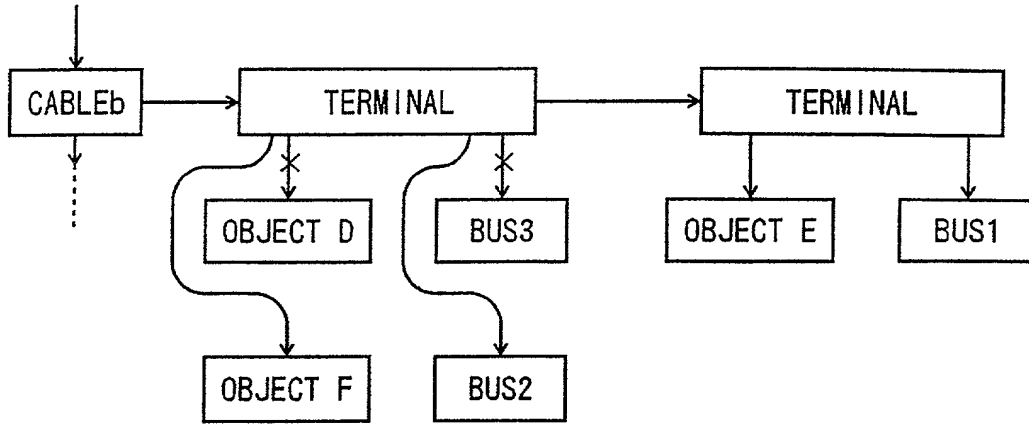 CABLEb
TERMINAL
TERMINAL
OBJECT D
BUS3
OBJECT E
BUS1
OBJECT F
BUS2